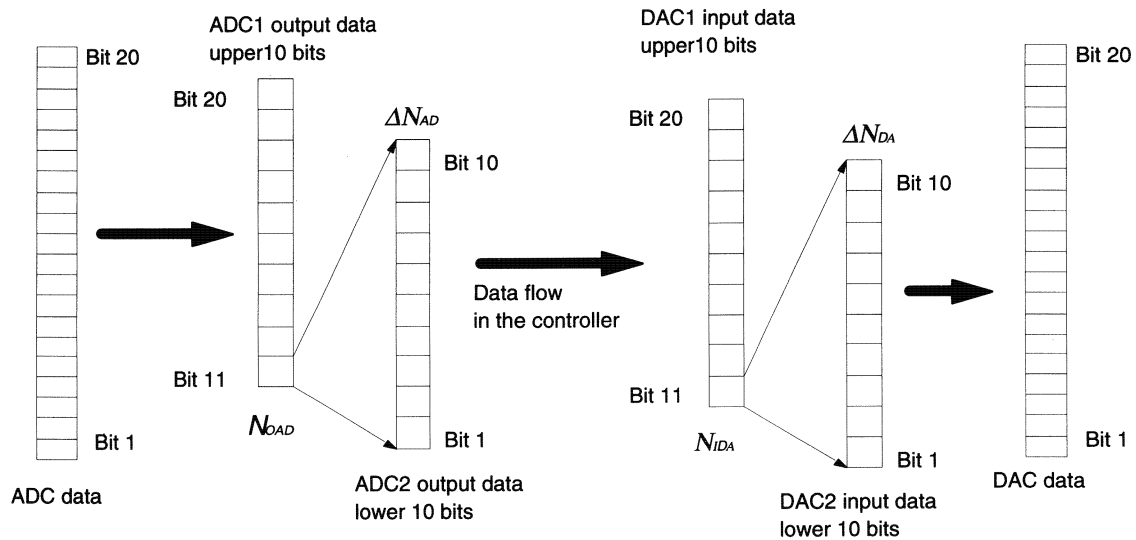 ADC1 output data
upper10 bits
DAC1 input data
upper10 bits
Bit 20
Bit 20
ΔN_AD
Bit 10
Bit 20
ΔN_DA
Bit 10
Bit 20
Data flow
in the controller
Bit 11
N_OAD
Bit 1
Bit 1
ADC data
ADC2 output data
lower 10 bits
Bit 11
N_IDA
Bit 1
Bit 1
DAC data
DAC2 input data
lower 10 bits